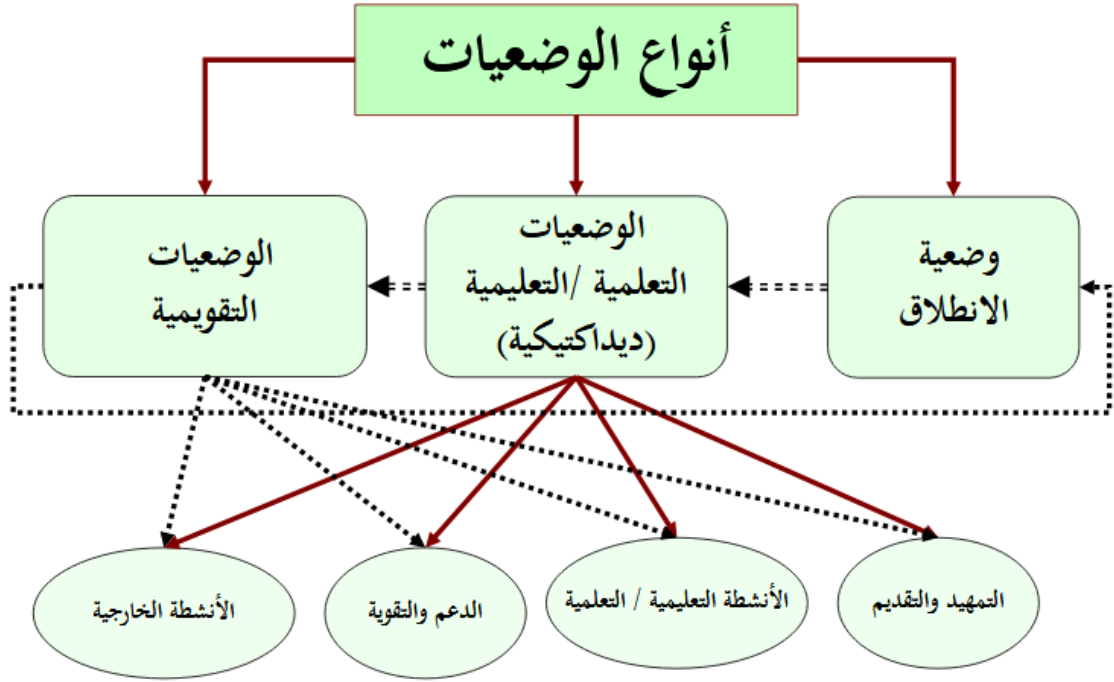 أنواع الوضعيات
وضعية
الانطلاق
الوضعيات
التعلمية /التعليمية
(ديداكتيكية)
الوضعيات
التقويمية
التمهيد والتقديم
الأنشطة التعليمية / التعلمية
الدعم والتقوية
الأنشطة الخارجية